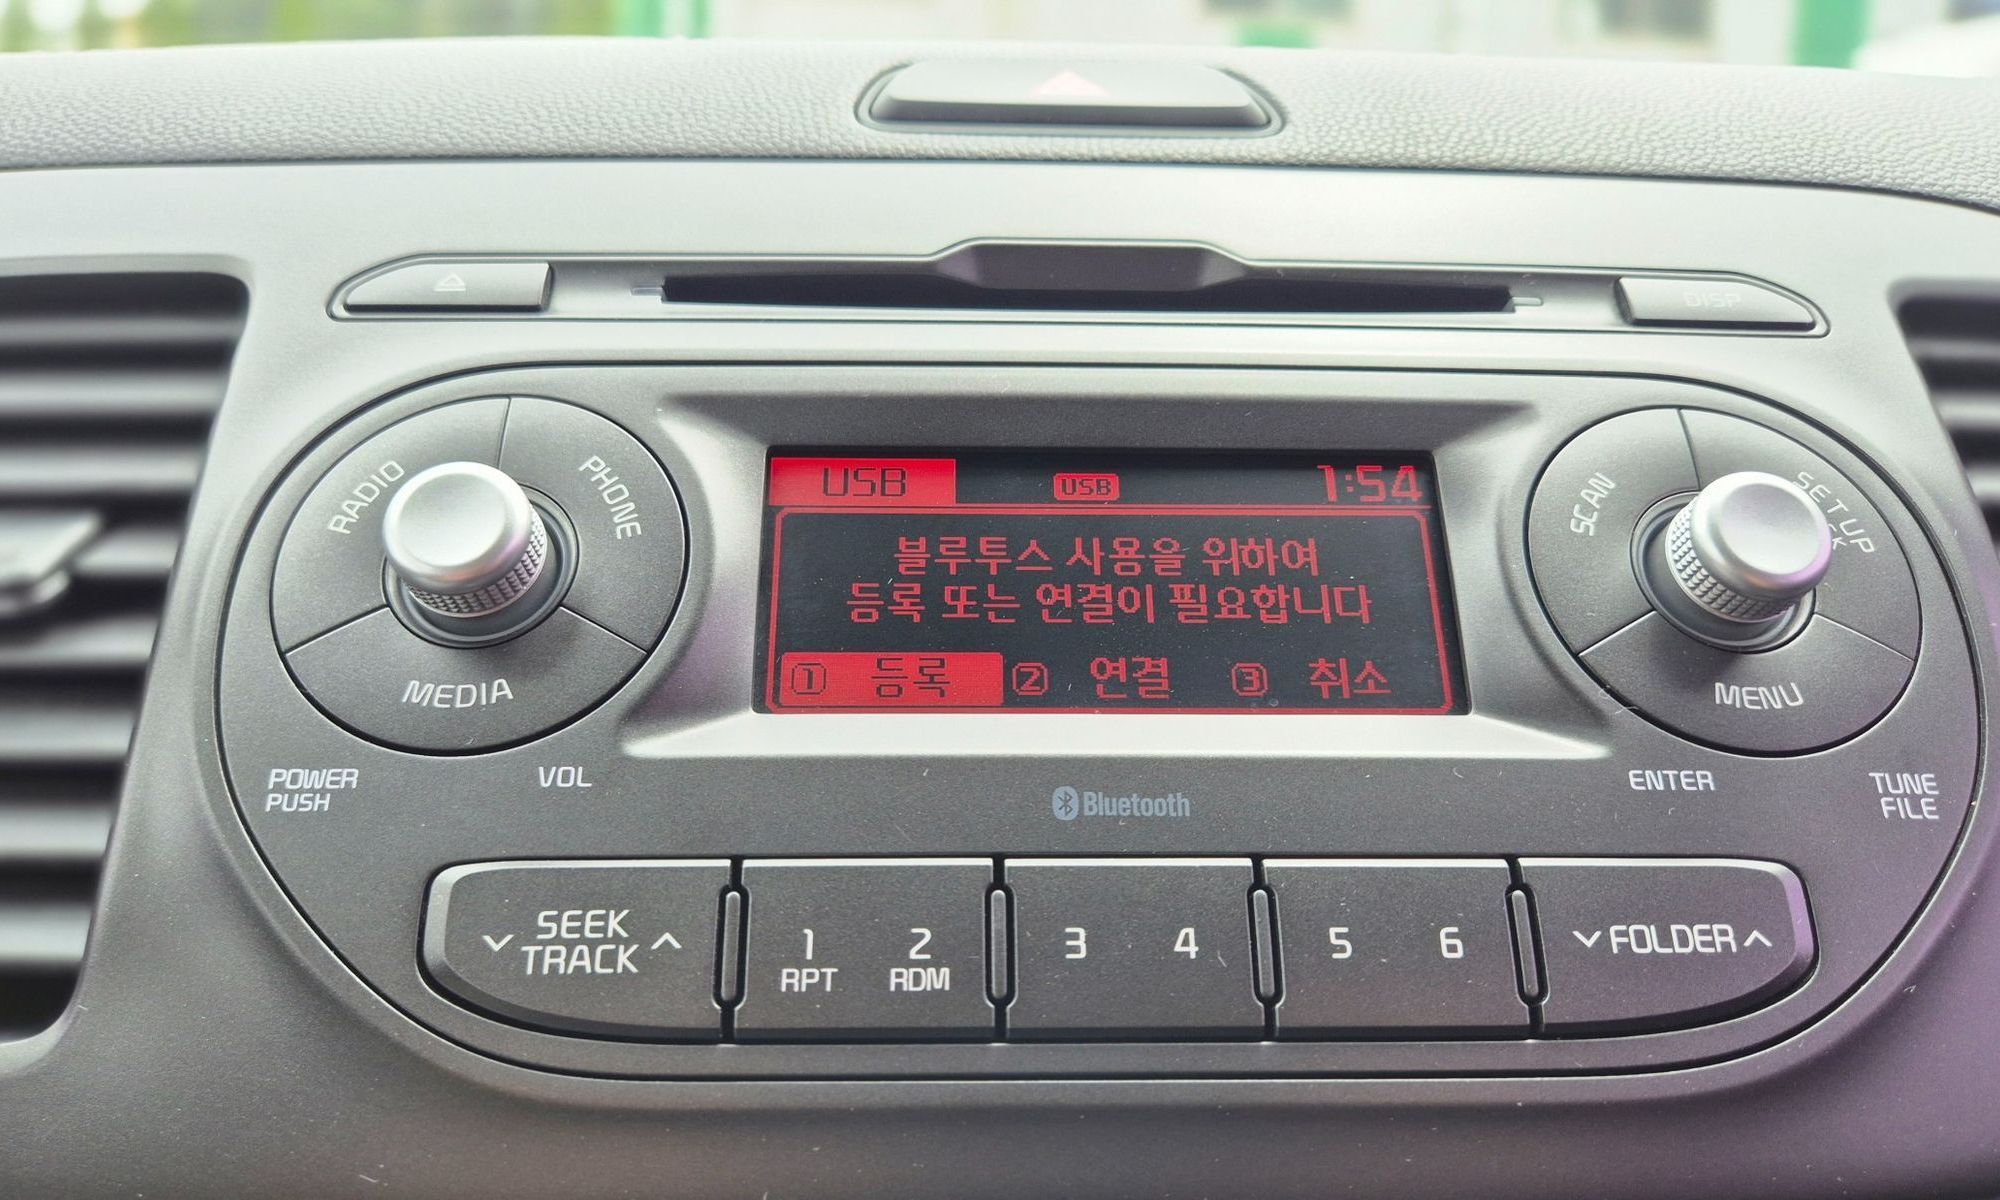 DISP
RADIO
PHONE
MEDIA
POWER
PUSH
VOL
USB USB 1:54
블루투스 사용을 위하여
등록 또는 연결이 필요합니다
① 등록 ② 연결 ③ 취소
Bluetooth
SCAN
SETUP
MENU
ENTER
TUNE
FILE
SEEK
TRACK
1 2 3 4 5 6
RPT RDM
FOLDER